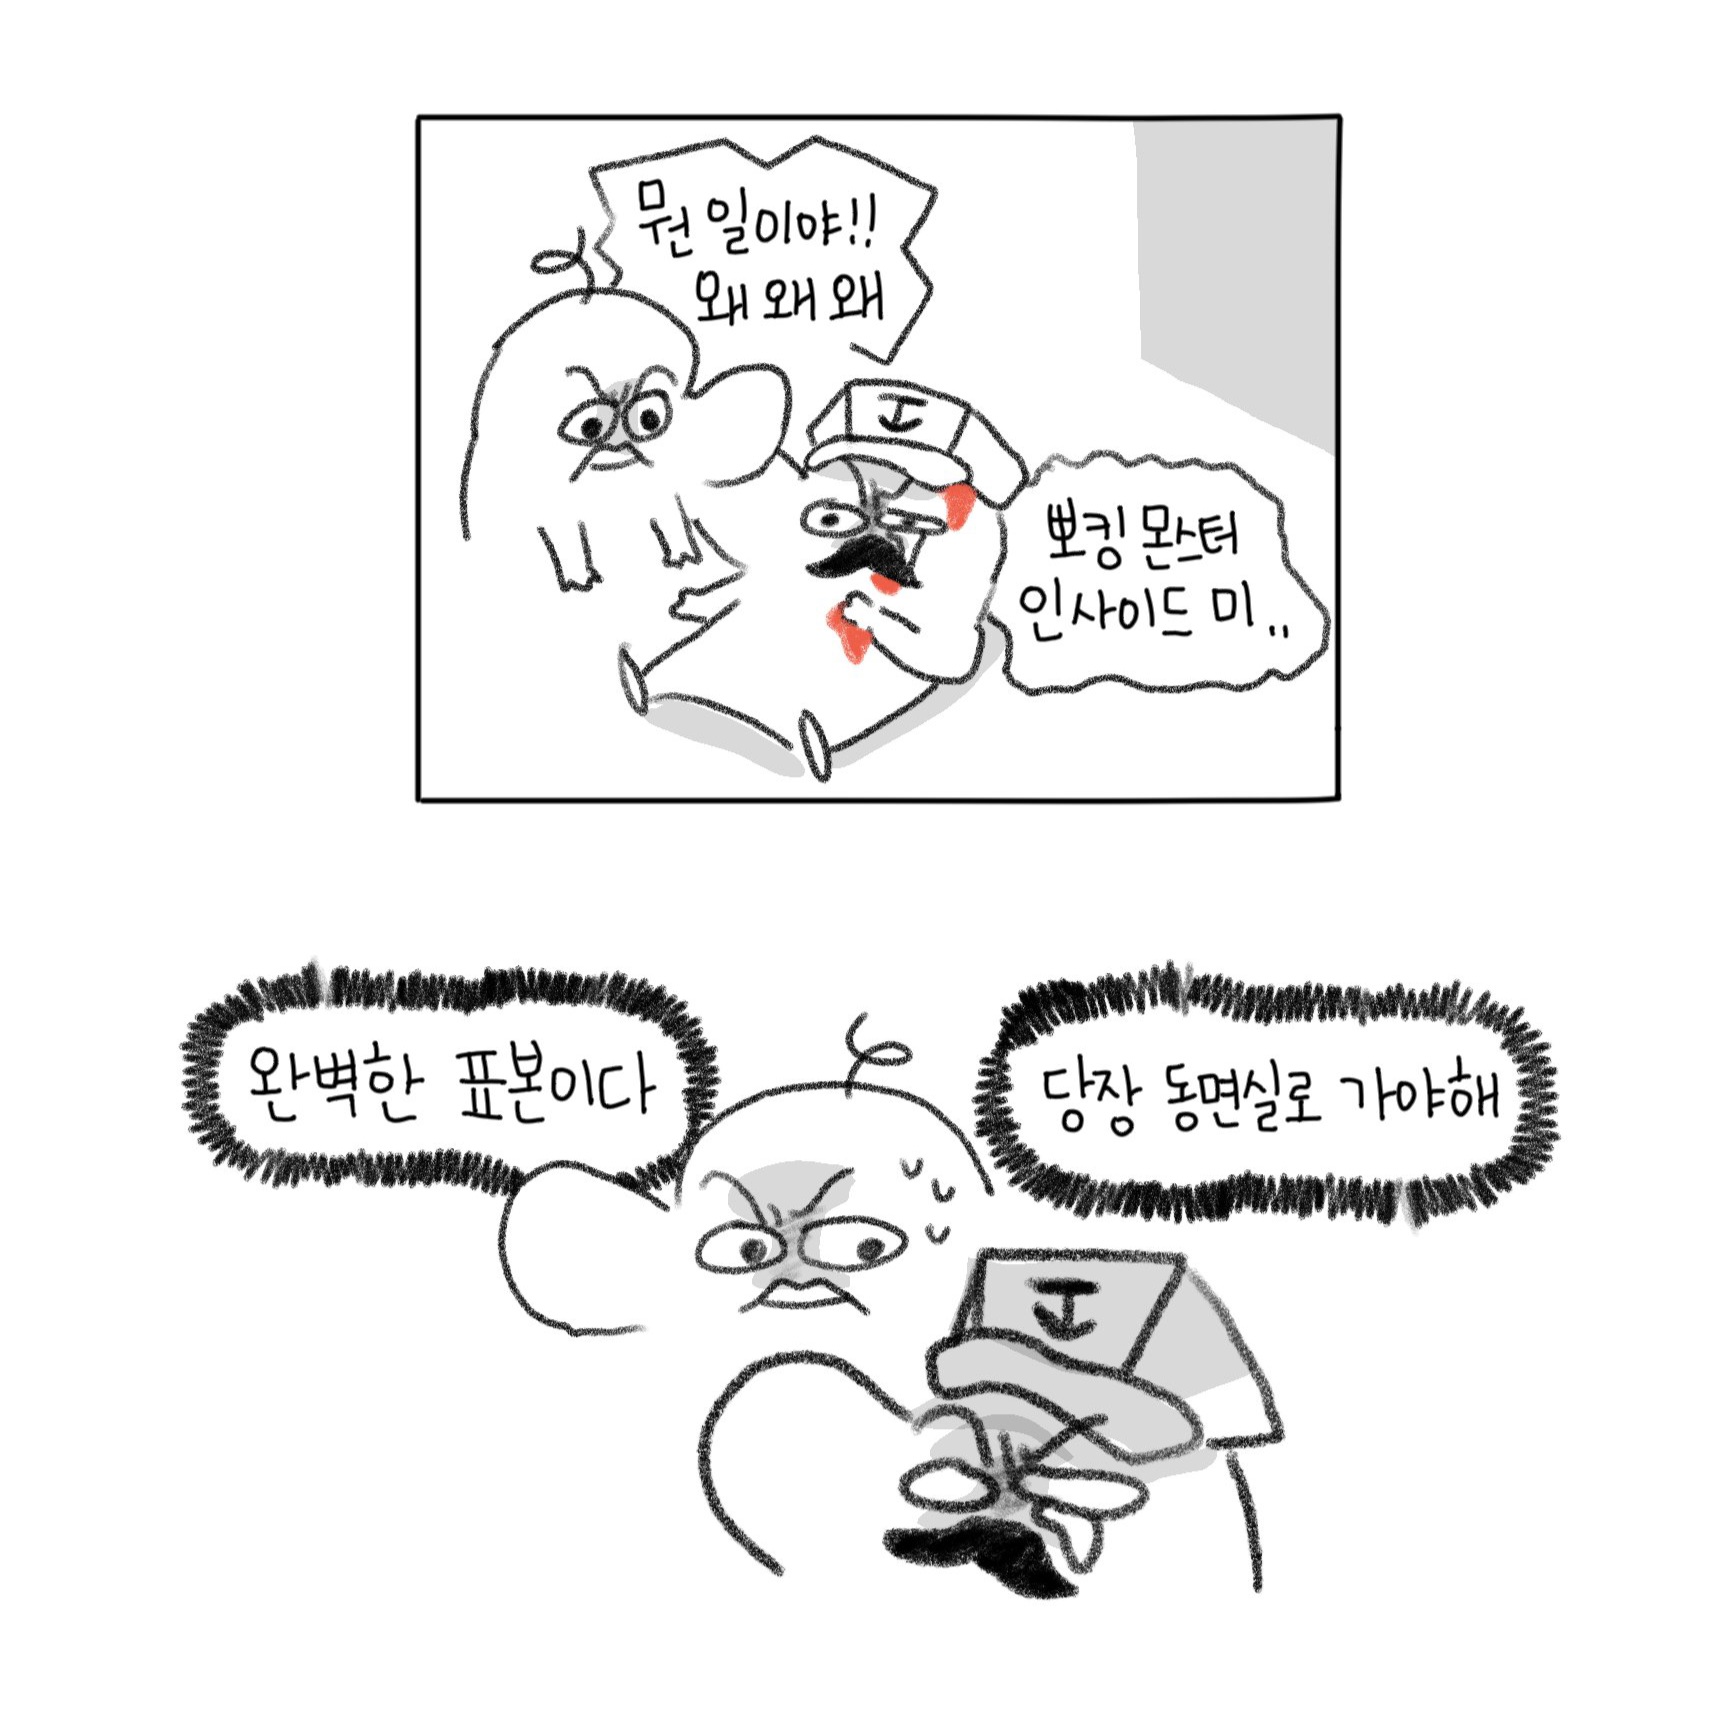 뭔 일이야!!
왜 왜 왜
뽀킹 몬스터
인사이드 미..
완벽한 표본이다
당장 동면실로 가야해